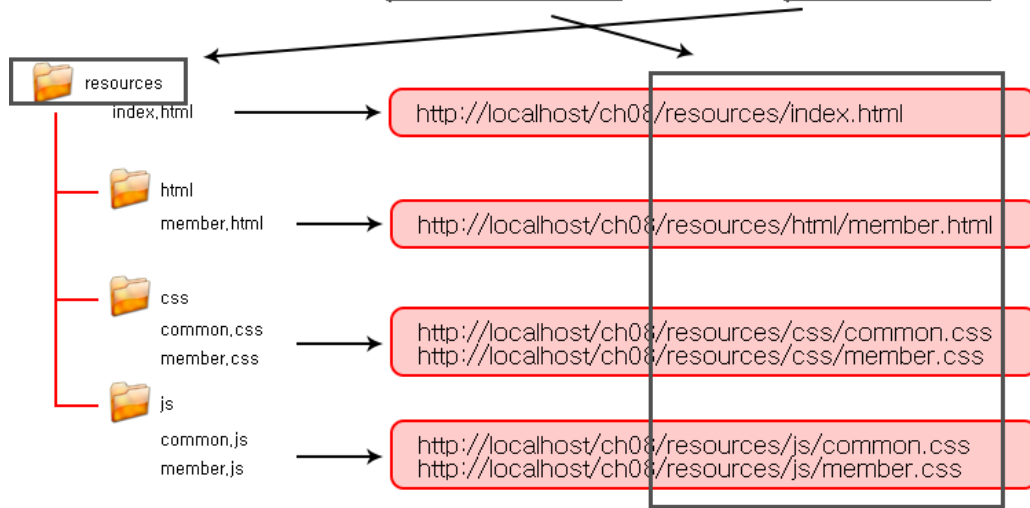 resources
index.html
http://localhost/ch08/resources/index.html
html
member.html
http://localhost/ch08/resources/html/member.html
css
common.css
member.css
http://localhost/ch08/resources/css/common.css
http://localhost/ch08/resources/css/member.css
js
common.js
member.js
http://localhost/ch08/resources/js/common.css
http://localhost/ch08/resources/js/member.css